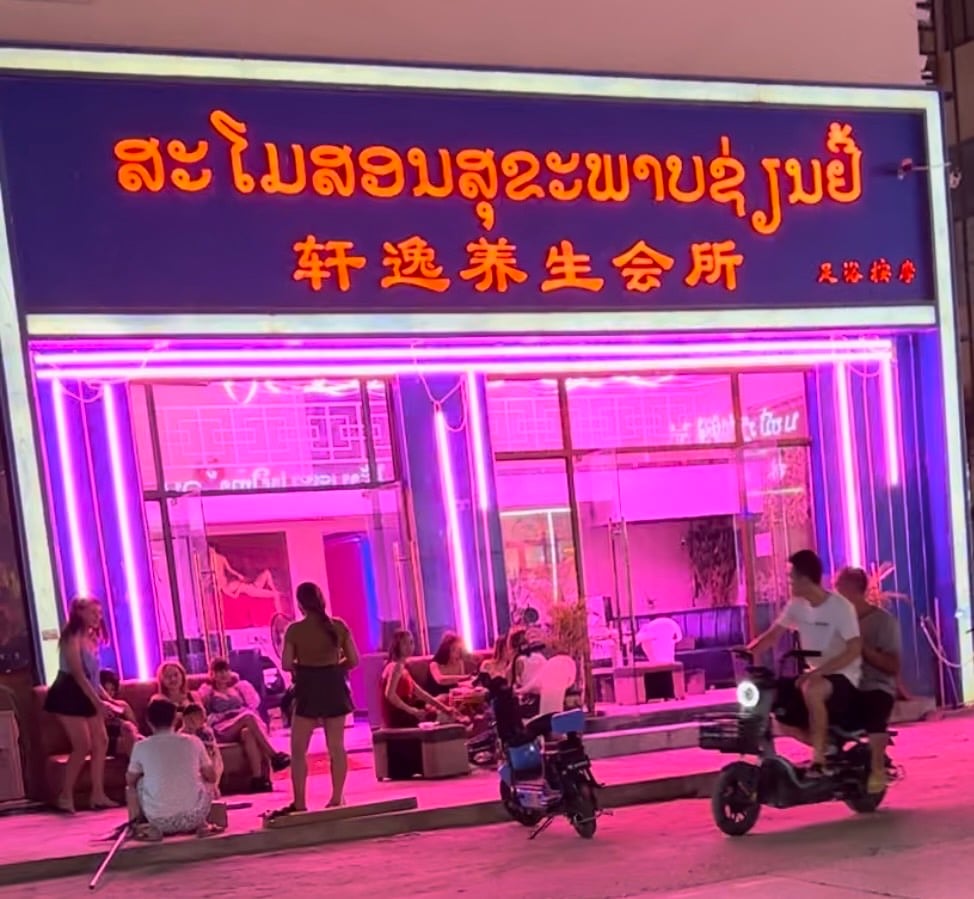 ສະໂມສອນສຸຂະພາບຊ່ຽນຢີ້
轩逸养生会所
足浴按摩